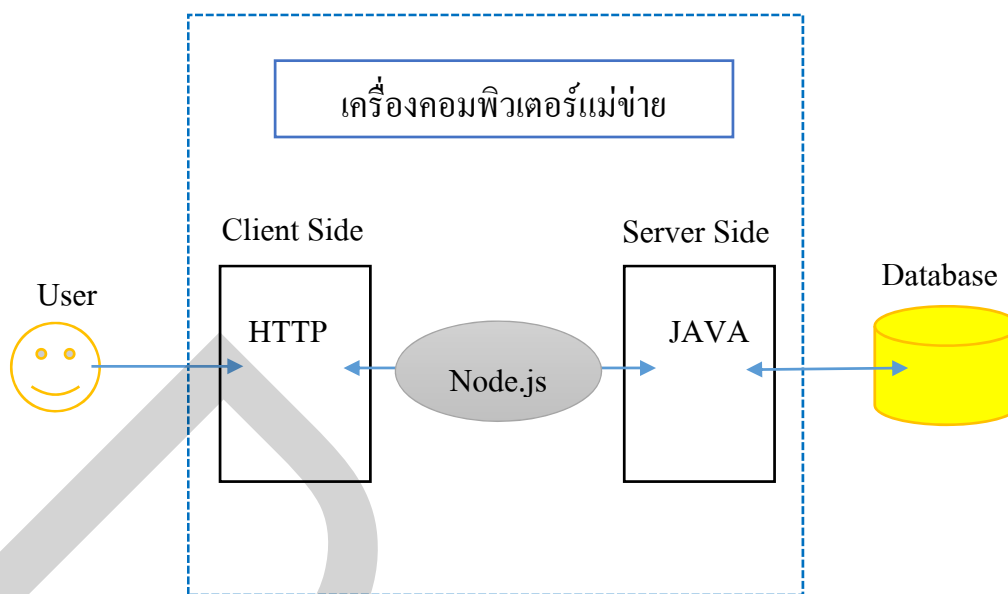 เครื่องคอมพิวเตอร์แม่ข่าย
Client Side
Server Side
Database
User
HTTP
JAVA
Node.js